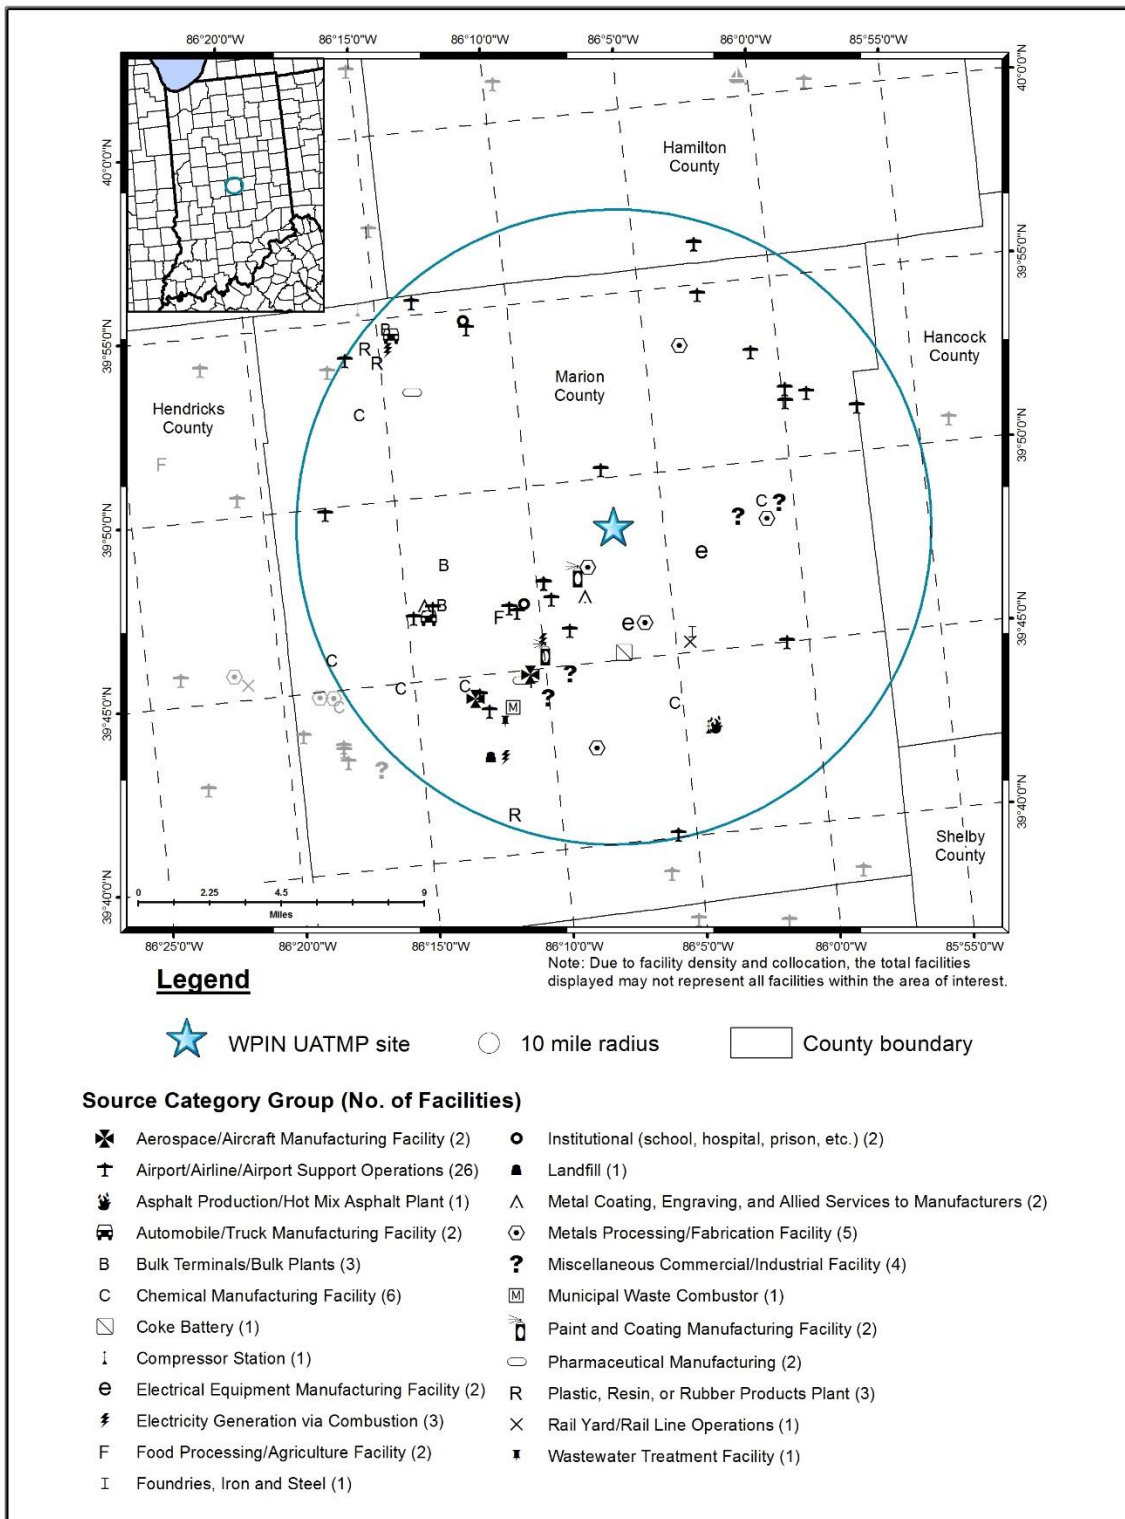 86°20'0"W 86°15'0"W 86°10'0"W 86°5'0"W 86°0'0"W 85°55'0"W
40°0'0"N
40°0'0"N
Hamilton
County
39°55'0"N
39°55'0"N
Hancock
County
Marion
County
Hendricks
County
39°50'0"N
39°50'0"N
39°45'0"N
39°45'0"N
39°40'0"N
Shelby
County
39°40'0"N
0 2.25 4.5 9
Miles
86°25'0"W 86°20'0"W 86°15'0"W 86°10'0"W 86°5'0"W 86°0'0"W 85°55'0"W
B
R
R
C
F
C
B
e
B
F
e
C
C
C
C
C
M
R
Legend
Note: Due to facility density and collocation, the total facilities
displayed may not represent all facilities within the area of interest.
WPIN UATMP site 10 mile radius County boundary
Source Category Group (No. of Facilities)
Aerospace/Aircraft Manufacturing Facility (2)
Airport/Airline/Airport Support Operations (26)
Asphalt Production/Hot Mix Asphalt Plant (1)
Automobile/Truck Manufacturing Facility (2)
B Bulk Terminals/Bulk Plants (3)
C Chemical Manufacturing Facility (6)
Coke Battery (1)
Compressor Station (1)
e Electrical Equipment Manufacturing Facility (2)
Electricity Generation via Combustion (3)
F Food Processing/Agriculture Facility (2)
I Foundries, Iron and Steel (1)
Institutional (school, hospital, prison, etc.) (2)
Landfill (1)
Metal Coating, Engraving, and Allied Services to Manufacturers (2)
Metals Processing/Fabrication Facility (5)
? Miscellaneous Commercial/Industrial Facility (4)
M Municipal Waste Combustor (1)
Paint and Coating Manufacturing Facility (2)
Pharmaceutical Manufacturing (2)
R Plastic, Resin, or Rubber Products Plant (3)
Rail Yard/Rail Line Operations (1)
Wastewater Treatment Facility (1)